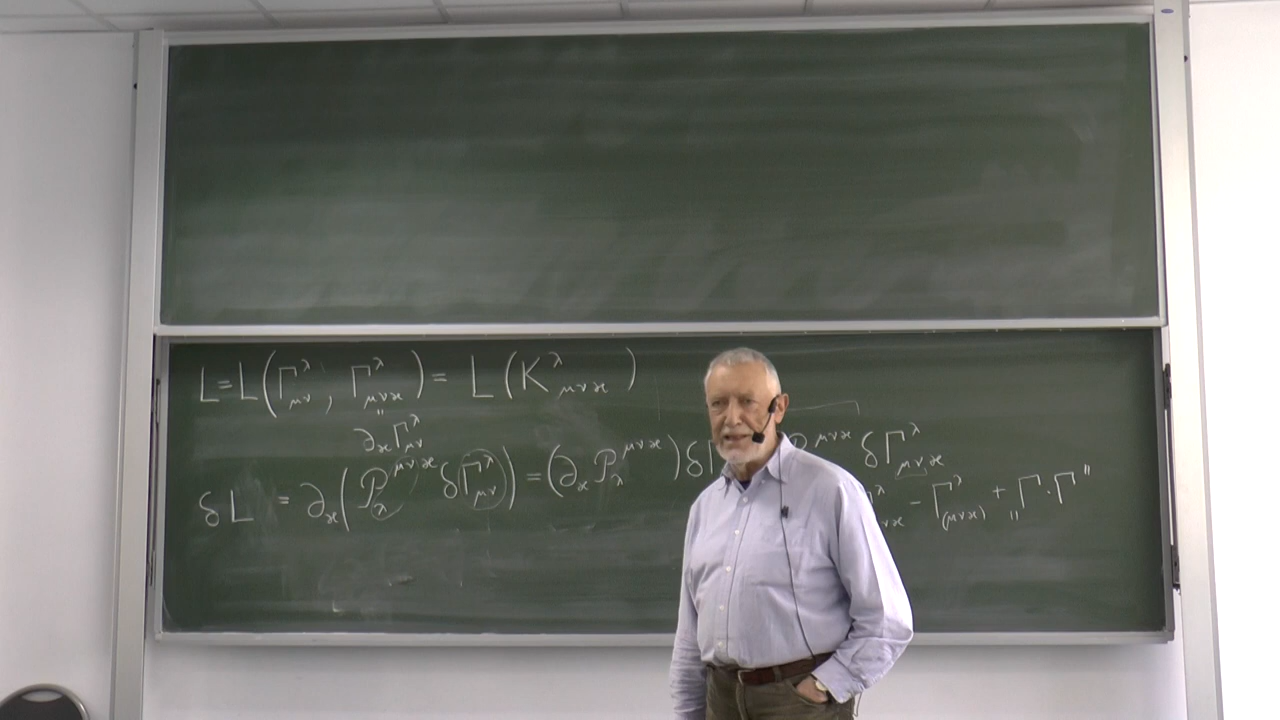 L = L(Γ^λ_μν, Γ^λ_μνϰ) = L(K^λ_μνϰ)
"
∂_ϰ Γ^λ_μν
δL = ∂_ϰ(𝒫_λ^μνϰ δΓ^λ_μν) = (∂_ϰ 𝒫_λ^μνϰ)δΓ μνϰ δΓ^λ_μνϰ
^λ_νϰ − Γ^λ_(μνϰ) + "Γ·Γ"